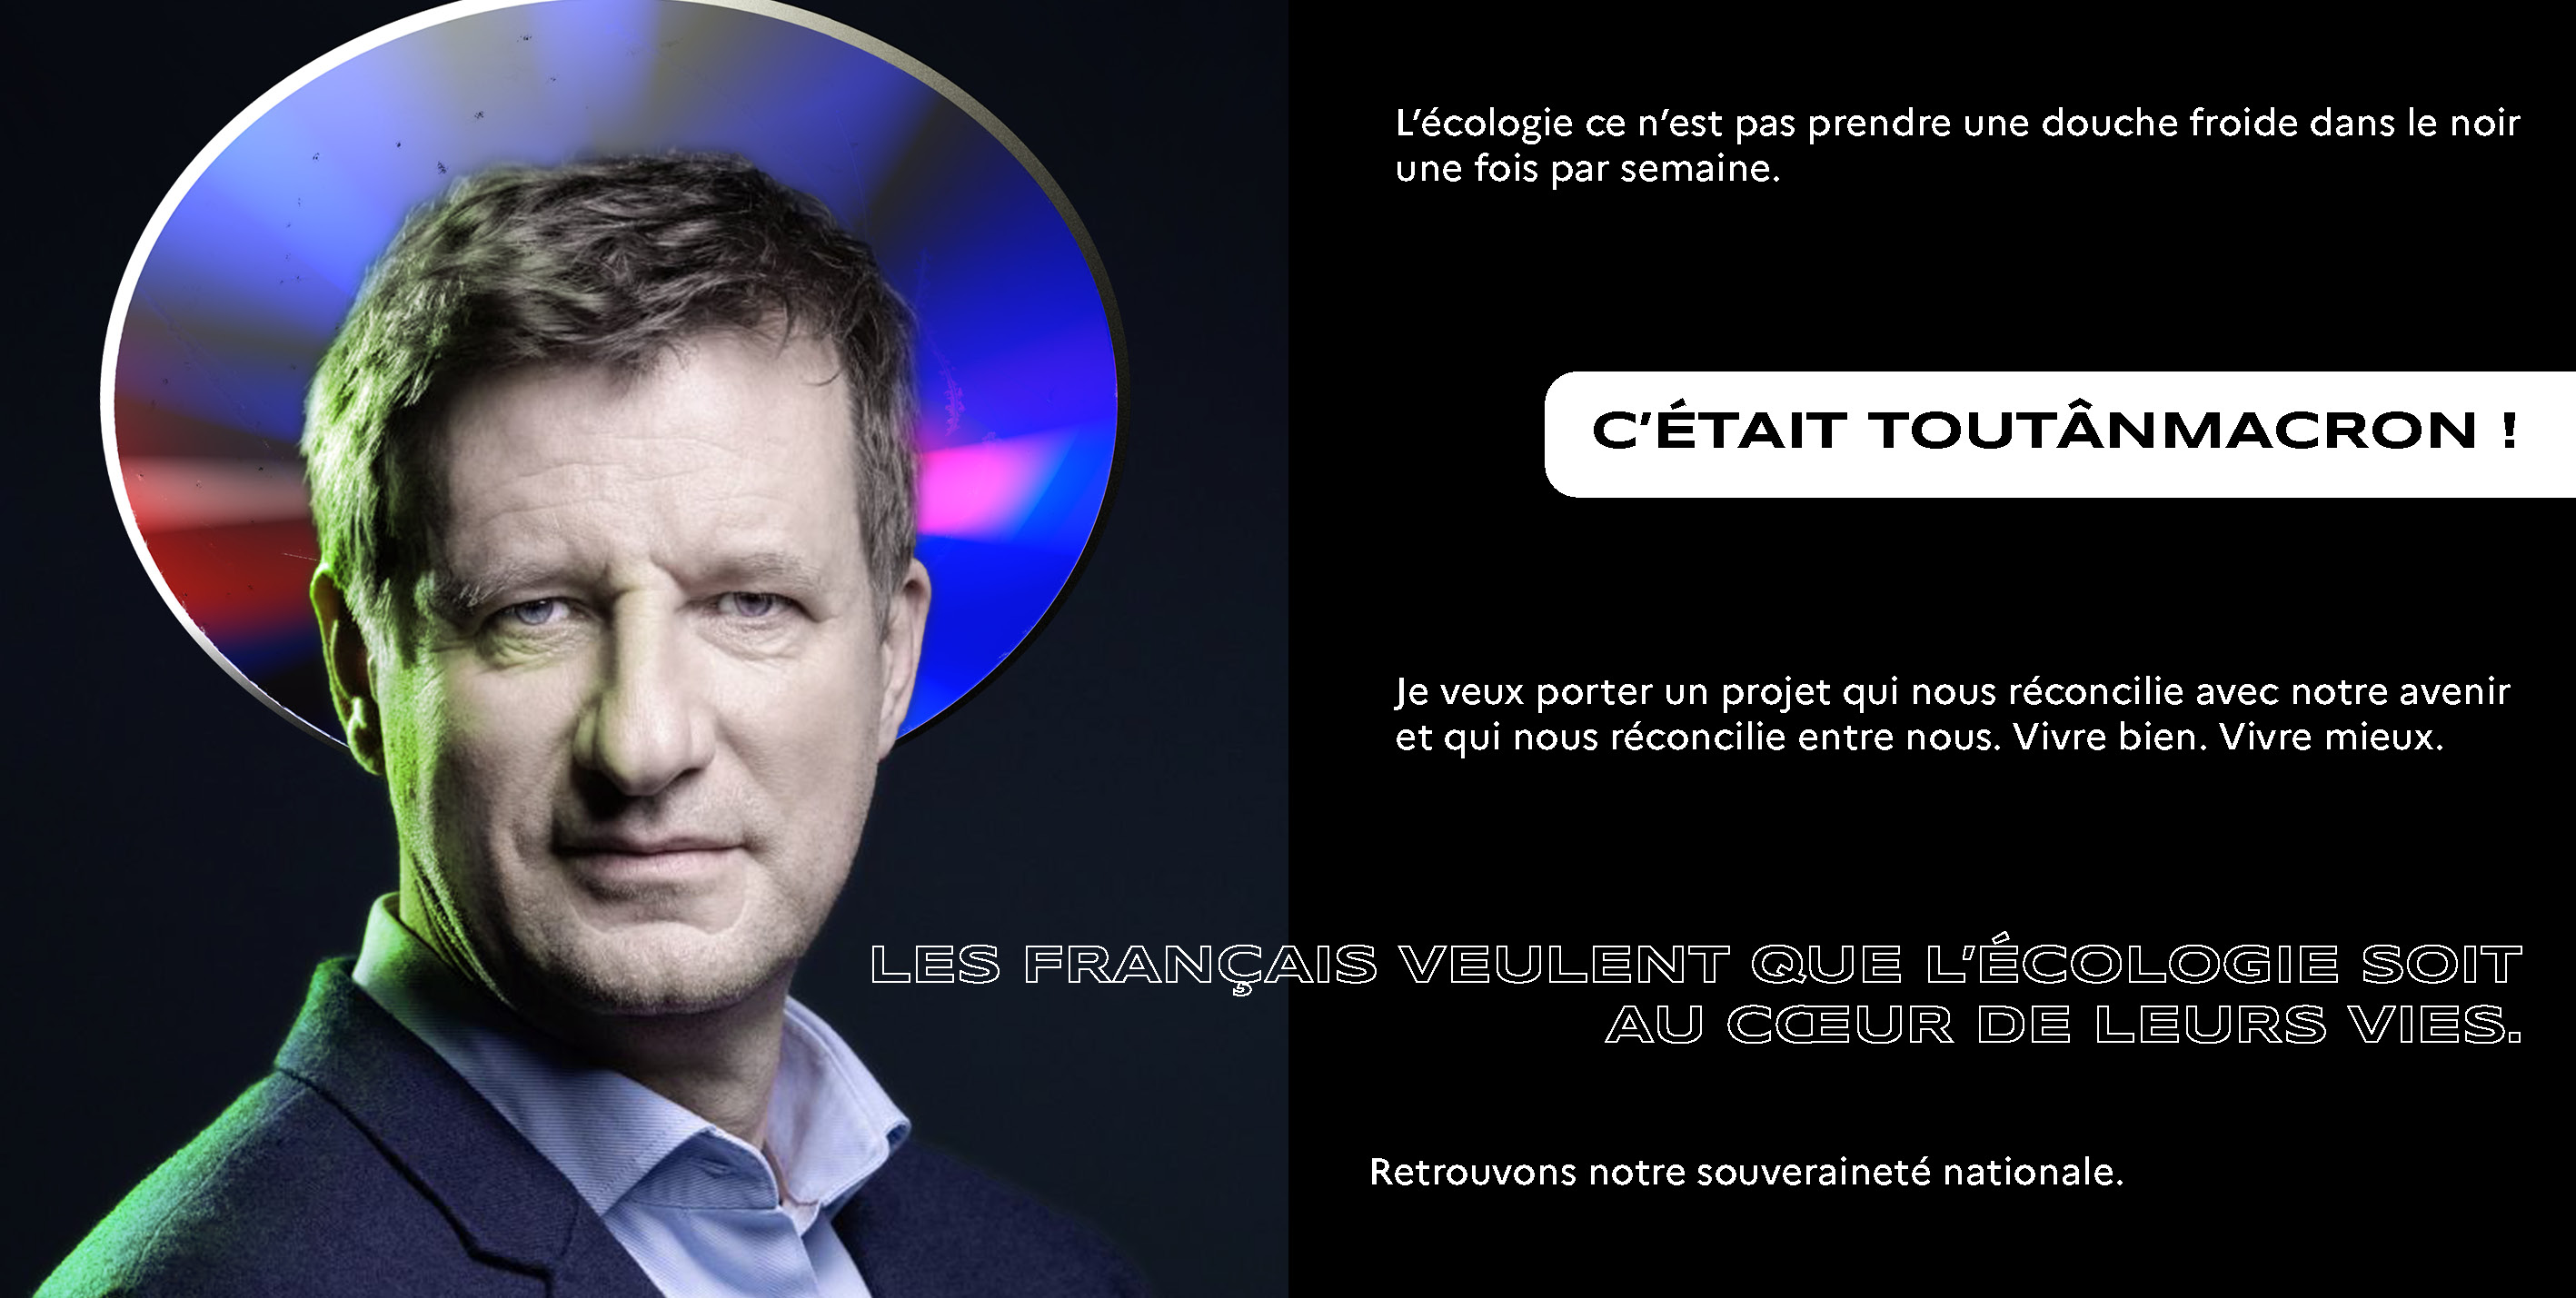 L’écologie ce n’est pas prendre une douche froide dans le noir
une fois par semaine.
C’ÉTAIT TOUTÂNMACRON !
Je veux porter un projet qui nous réconcilie avec notre avenir
et qui nous réconcilie entre nous. Vivre bien. Vivre mieux.
LES FRANÇAIS VEULENT QUE L’ÉCOLOGIE SOIT
AU CŒUR DE LEURS VIES.
Retrouvons notre souveraineté nationale.